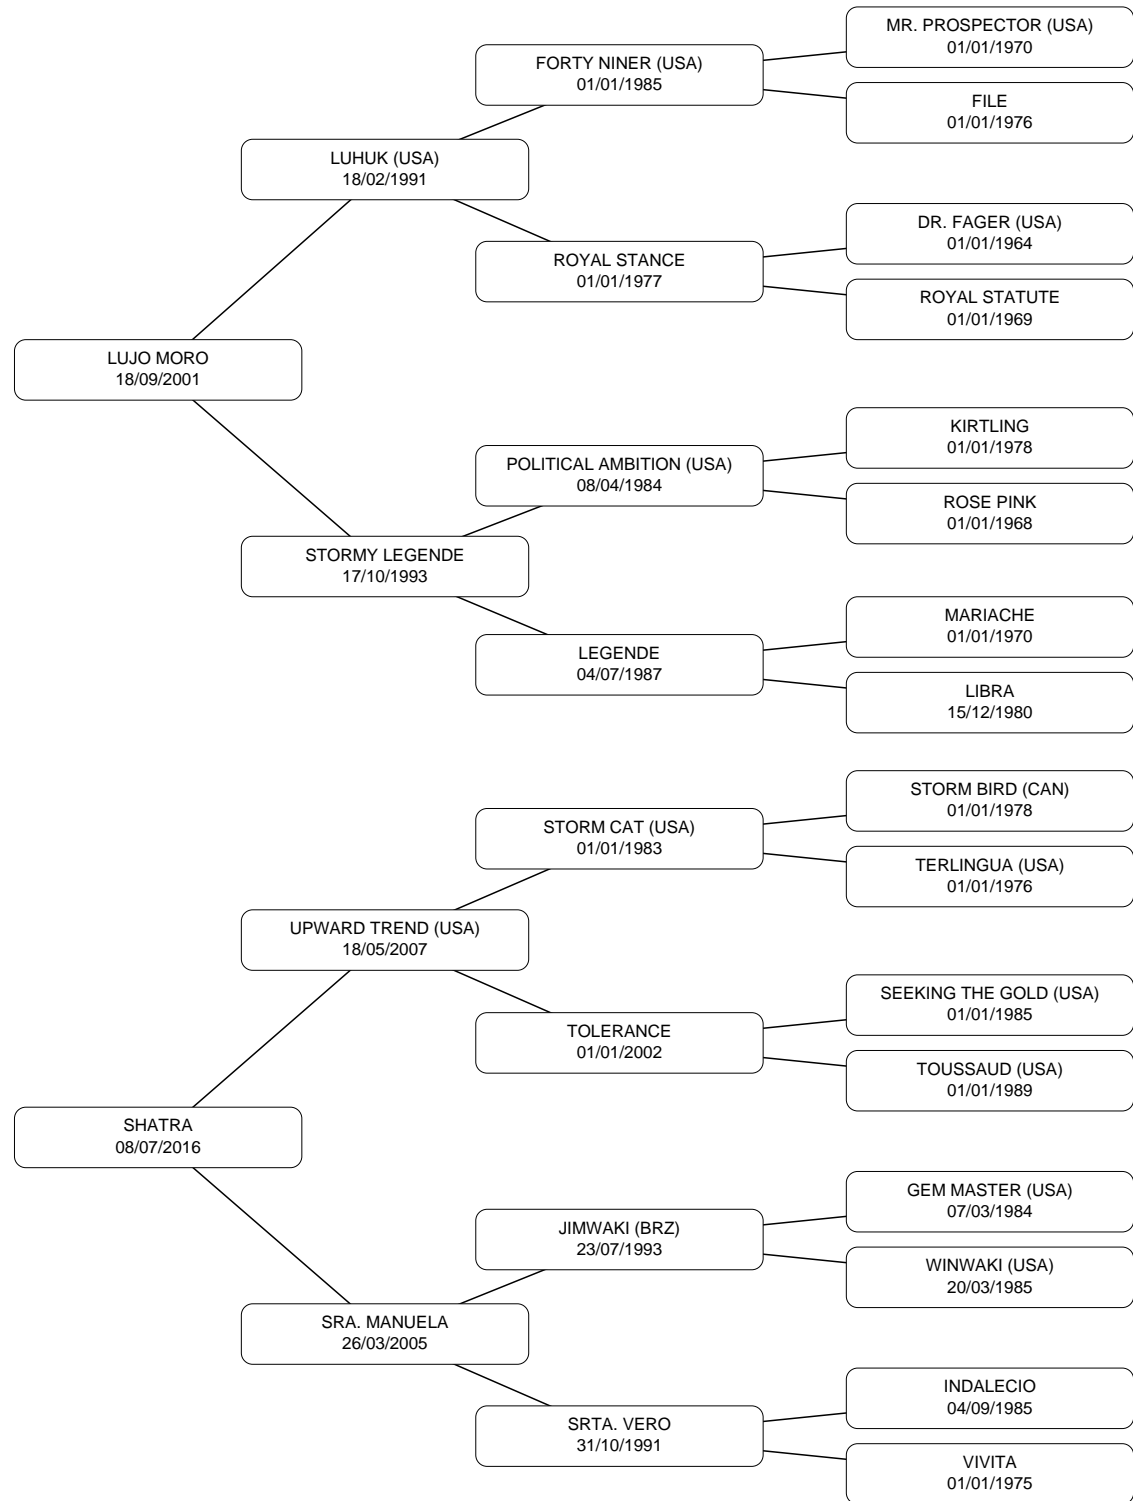 MR. PROSPECTOR (USA)
01/01/1970
FORTY NINER (USA)
01/01/1985
FILE
01/01/1976
LUHUK (USA)
18/02/1991
DR. FAGER (USA)
01/01/1964
ROYAL STANCE
01/01/1977
ROYAL STATUTE
01/01/1969
LUJO MORO
18/09/2001
KIRTLING
01/01/1978
POLITICAL AMBITION (USA)
08/04/1984
ROSE PINK
01/01/1968
STORMY LEGENDE
17/10/1993
MARIACHE
01/01/1970
LEGENDE
04/07/1987
LIBRA
15/12/1980
STORM BIRD (CAN)
01/01/1978
STORM CAT (USA)
01/01/1983
TERLINGUA (USA)
01/01/1976
UPWARD TREND (USA)
18/05/2007
SEEKING THE GOLD (USA)
01/01/1985
TOLERANCE
01/01/2002
TOUSSAUD (USA)
01/01/1989
SHATRA
08/07/2016
GEM MASTER (USA)
07/03/1984
JIMWAKI (BRZ)
23/07/1993
WINWAKI (USA)
20/03/1985
SRA. MANUELA
26/03/2005
INDALECIO
04/09/1985
SRTA. VERO
31/10/1991
VIVITA
01/01/1975